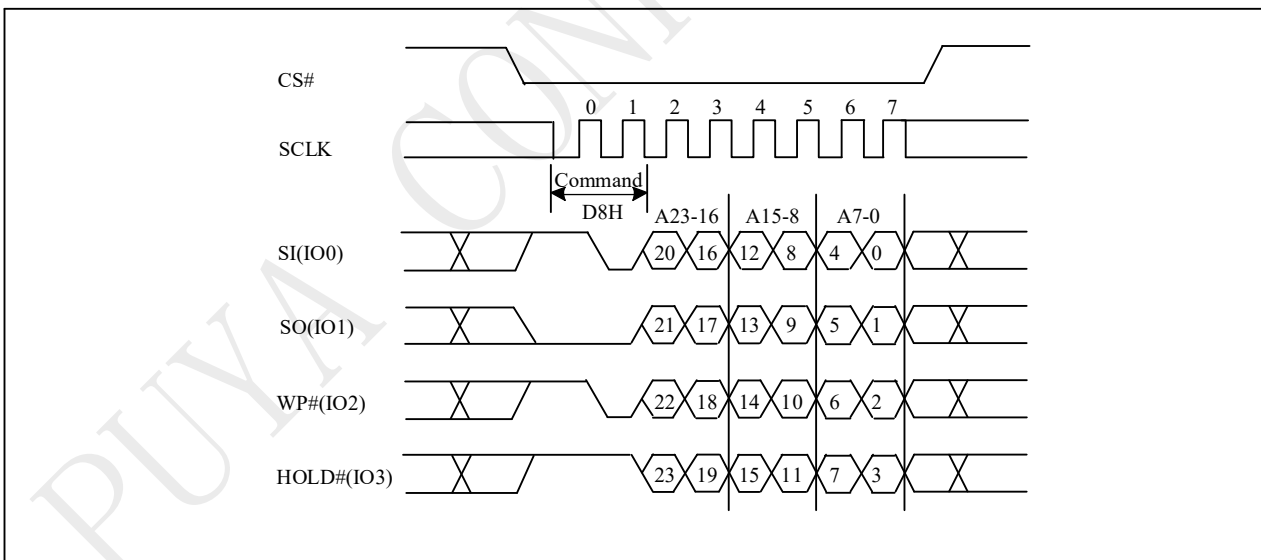 PUYA CONF
CS#
0 1 2 3 4 5 6 7
SCLK
Command
D8H
A23-16 A15-8 A7-0
SI(IO0) 20 16 12 8 4 0
SO(IO1) 21 17 13 9 5 1
WP#(IO2) 22 18 14 10 6 2
HOLD#(IO3) 23 19 15 11 7 3